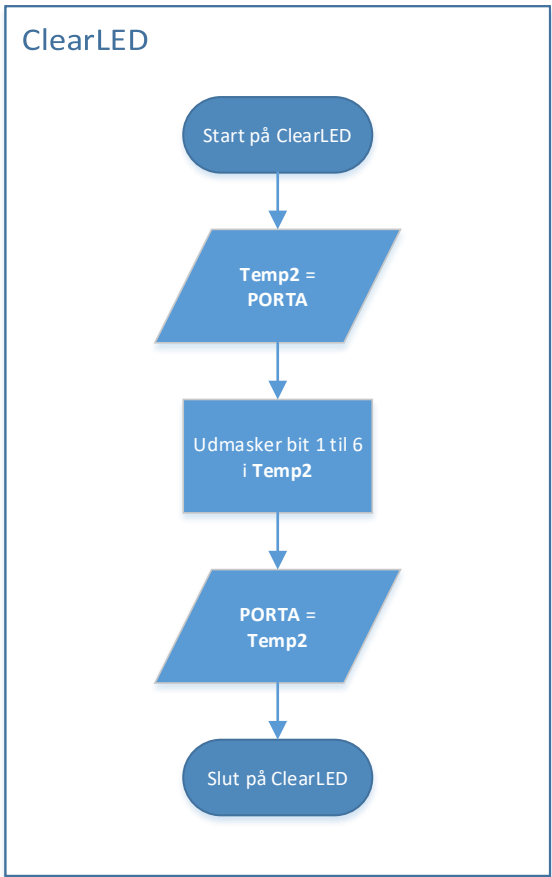 ClearLED
Start på ClearLED
Temp2 =
PORTA
Udmasker bit 1 til 6
i Temp2
PORTA =
Temp2
Slut på ClearLED